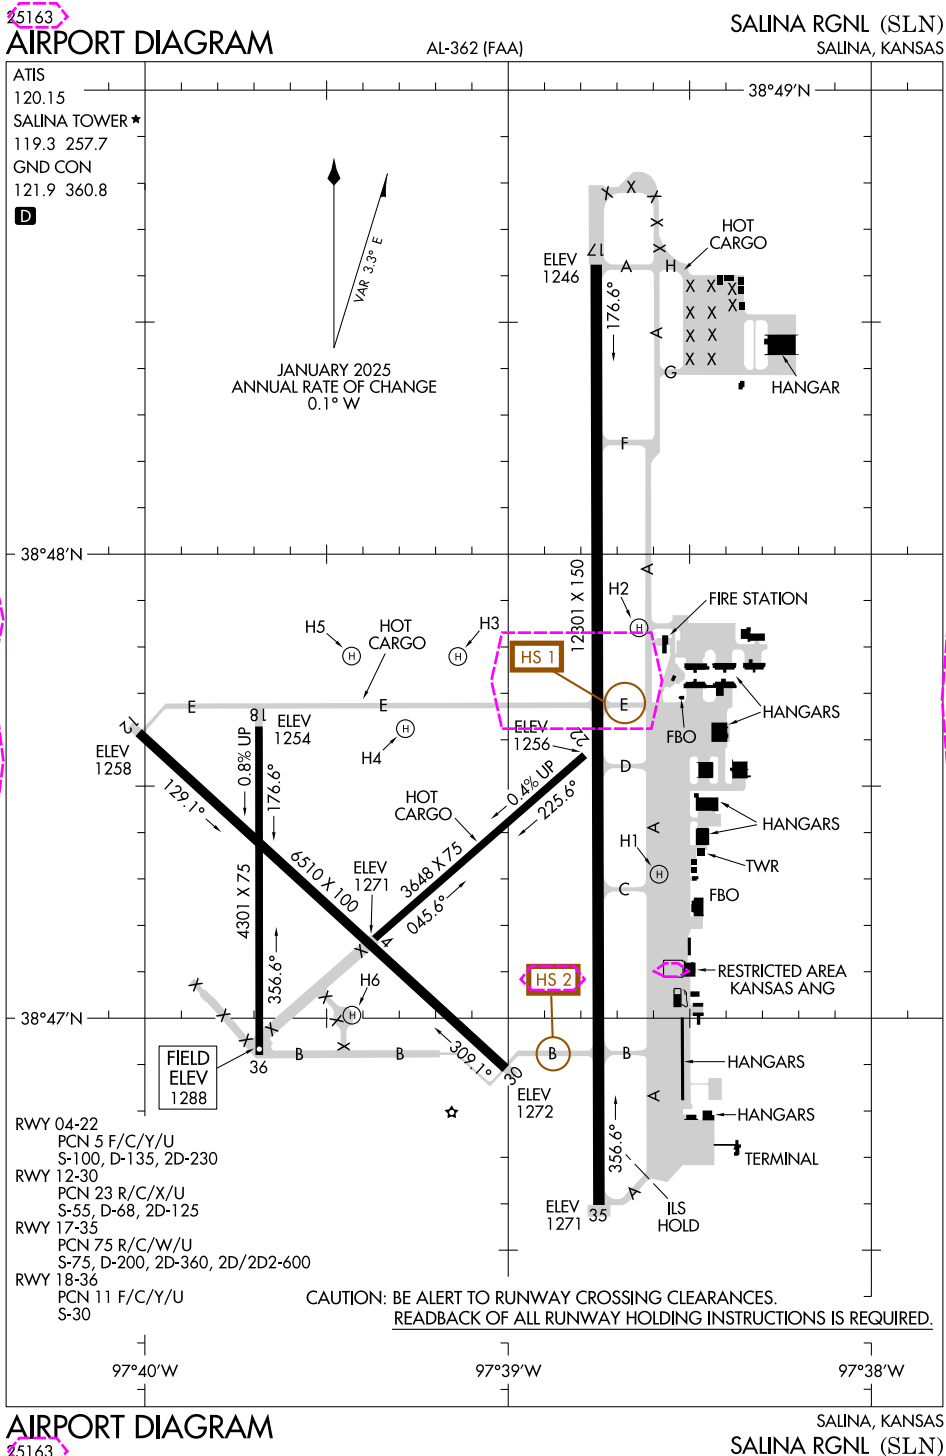 25163
AIRPORT DIAGRAM
AL-362 (FAA)
SALINA RGNL (SLN)
SALINA, KANSAS
ATIS
120.15
SALINA TOWER ★
119.3 257.7
GND CON
121.9 360.8
D
38°49'N
VAR 3.3° E
JANUARY 2025
ANNUAL RATE OF CHANGE
0.1° W
X X X X X
HOT
CARGO
17
ELEV
1246
A
H
X X X
X X X
X X
X X
176.6°
A
G
HANGAR
F
38°48'N
A
12301 X 150
H2
H
FIRE STATION
H5
H
HOT
CARGO
H3
H
HS 1
E
E
E
HANGARS
FBO
12
18
ELEV
1254
H4
H
ELEV
1256
22
ELEV
1258
0.8% UP
176.6°
129.1°
D
0.4% UP
225.6°
HOT
CARGO
A
HANGARS
H1
H
TWR
6510 X 100
ELEV
1271
3648 X 75
045.6°
4301 X 75
C
FBO
4
X
356.6°
H6
H
HS 2
RESTRICTED AREA
KANSAS ANG
X
X
X
X
X
X
X
38°47'N
B
B
B
B
309.1°
30
FIELD
ELEV
1288
36
HANGARS
ELEV
1272
A
HANGARS
356.6°
TERMINAL
RWY 04-22
PCN 5 F/C/Y/U
S-100, D-135, 2D-230
RWY 12-30
PCN 23 R/C/X/U
S-55, D-68, 2D-125
RWY 17-35
PCN 75 R/C/W/U
S-75, D-200, 2D-360, 2D/2D2-600
RWY 18-36
PCN 11 F/C/Y/U
S-30
ELEV
1271
35
A
ILS
HOLD
CAUTION: BE ALERT TO RUNWAY CROSSING CLEARANCES.
READBACK OF ALL RUNWAY HOLDING INSTRUCTIONS IS REQUIRED.
97°40'W
97°39'W
97°38'W
AIRPORT DIAGRAM
25163
SALINA, KANSAS
SALINA RGNL (SLN)